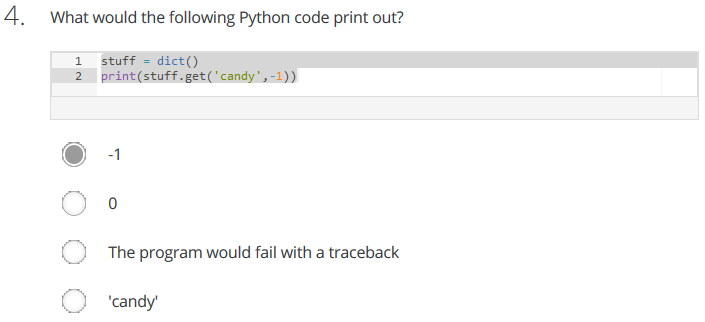 4. What would the following Python code print out?
1 stuff = dict()
2 print(stuff.get('candy',-1))
-1
0
The program would fail with a traceback
'candy'